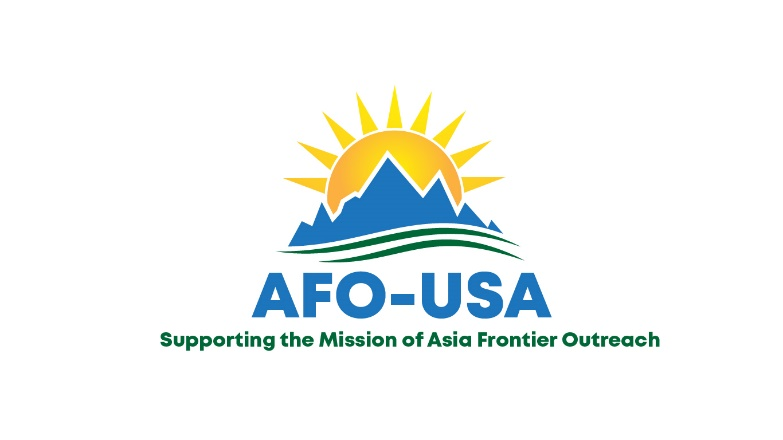 AFO-USA
Supporting the Mission of Asia Frontier Outreach